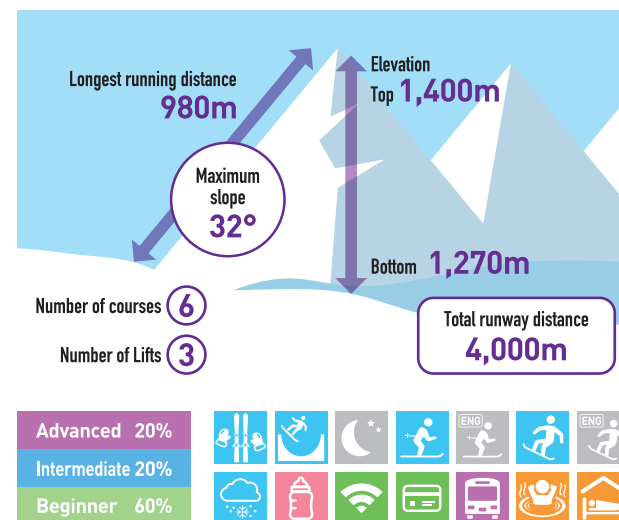 Longest running distance
980m
Elevation
Top 1,400m
Maximum
slope
32°
Bottom 1,270m
Number of courses 6
Number of Lifts 3
Total runway distance
4,000m
Advanced 20%
Intermediate 20%
Beginner 60%
ENG
ENG